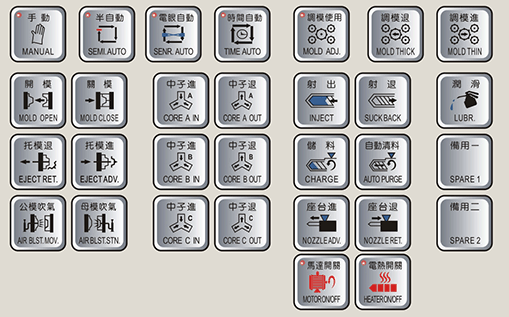 手 動
MANUAL
半自動
SEMI.AUTO
電眼自動
SENR.AUTO
時間自動
TIME AUTO
調模使用
MOLD ADJ.
調模退
MOLD THICK
調模進
MOLD THIN
開 模
MOLD OPEN
關 模
MOLD CLOSE
中子進
A
CORE A IN
中子退
A
CORE A OUT
射 出
INJECT
射 退
SUCK BACK
潤 滑
LUBR.
托模退
EJECT RET.
托模進
EJECT ADV.
中子進
B
CORE B IN
中子退
B
CORE B OUT
儲 料
CHARGE
自動清料
AUTO PURGE
備用一
SPARE 1
公模吹氣
AIR BLST.MOV.
母模吹氣
AIR BLST.STN.
中子進
C
CORE C IN
中子退
C
CORE C OUT
座台進
NOZZLE ADV.
座台退
NOZZLE RET.
備用二
SPARE 2
馬達開關
MOTOR ON/OFF
電熱開關
HEATER ON/OFF